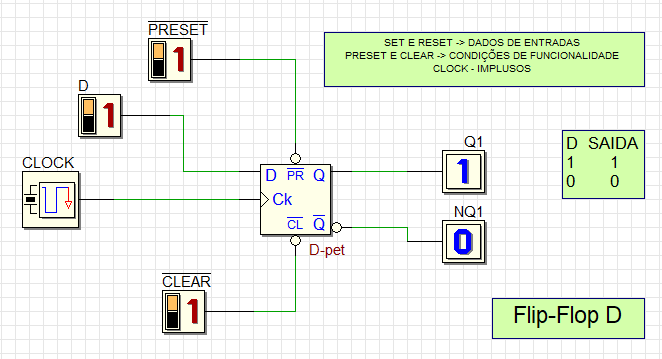 PRESET
1
SET E RESET -> DADOS DE ENTRADAS
PRESET E CLEAR -> CONDIÇÕES DE FUNCIONALIDADE
CLOCK - IMPLUSOS
D
1
D SAIDA
1 1
0 0
Q1
1
CLOCK
D PR Q
Ck
CL Q
D-pet
NQ1
0
CLEAR
1
Flip-Flop D